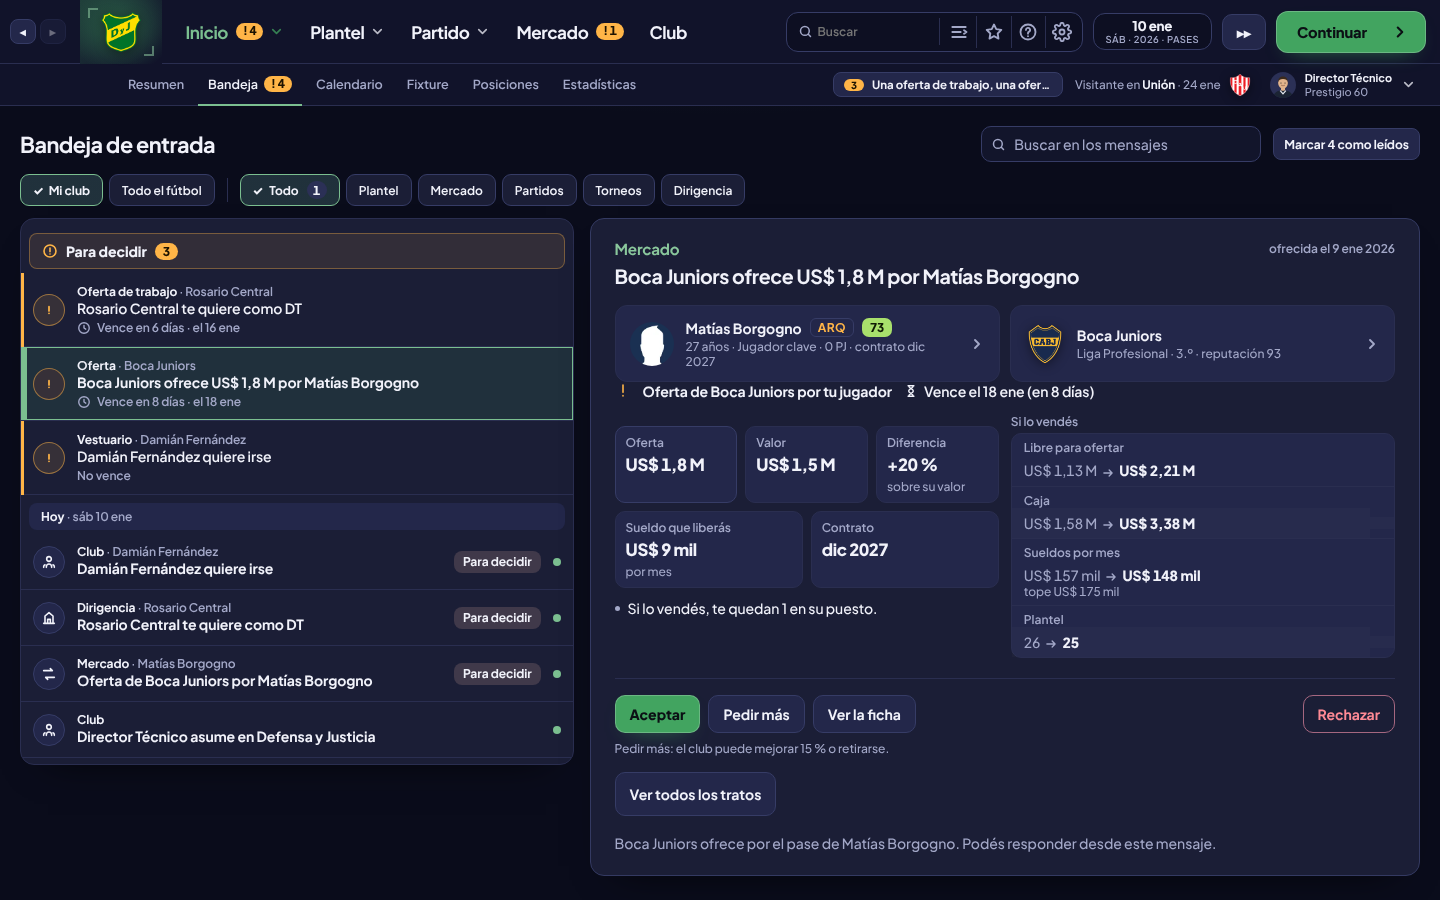 DyJ
Inicio !4
Plantel
Partido
Mercado !1
Club
Buscar
10 ene
SÁB · 2026 · PASES
Continuar
Resumen
Bandeja !4
Calendario
Fixture
Posiciones
Estadísticas
3 Una oferta de trabajo, una ofer...
Visitante en Unión · 24 ene
Director Técnico
Prestigio 60
Bandeja de entrada
Buscar en los mensajes
Marcar 4 como leídos
Mi club
Todo el fútbol
Todo 1
Plantel
Mercado
Partidos
Torneos
Dirigencia
Para decidir 3
Oferta de trabajo · Rosario Central
Rosario Central te quiere como DT
Vence en 6 días · el 16 ene
Oferta · Boca Juniors
Boca Juniors ofrece US$ 1,8 M por Matías Borgogno
Vence en 8 días · el 18 ene
Vestuario · Damián Fernández
Damián Fernández quiere irse
No vence
Hoy · sáb 10 ene
Club · Damián Fernández
Damián Fernández quiere irse
Para decidir
Dirigencia · Rosario Central
Rosario Central te quiere como DT
Para decidir
Mercado · Matías Borgogno
Oferta de Boca Juniors por Matías Borgogno
Para decidir
Club
Director Técnico asume en Defensa y Justicia
Mercado
ofrecida el 9 ene 2026
Boca Juniors ofrece US$ 1,8 M por Matías Borgogno
Matías Borgogno ARQ 73
27 años · Jugador clave · 0 PJ · contrato dic
2027
CABJ
Boca Juniors
Liga Profesional · 3.º · reputación 93
! Oferta de Boca Juniors por tu jugador Vence el 18 ene (en 8 días)
Oferta
US$ 1,8 M
Valor
US$ 1,5 M
Diferencia
+20 %
sobre su valor
Sueldo que liberás
US$ 9 mil
por mes
Contrato
dic 2027
Si lo vendés, te quedan 1 en su puesto.
Si lo vendés
Libre para ofertar
US$ 1,13 M → US$ 2,21 M
Caja
US$ 1,58 M → US$ 3,38 M
Sueldos por mes
US$ 157 mil → US$ 148 mil
tope US$ 175 mil
Plantel
26 → 25
Aceptar
Pedir más
Ver la ficha
Rechazar
Pedir más: el club puede mejorar 15 % o retirarse.
Ver todos los tratos
Boca Juniors ofrece por el pase de Matías Borgogno. Podés responder desde este mensaje.